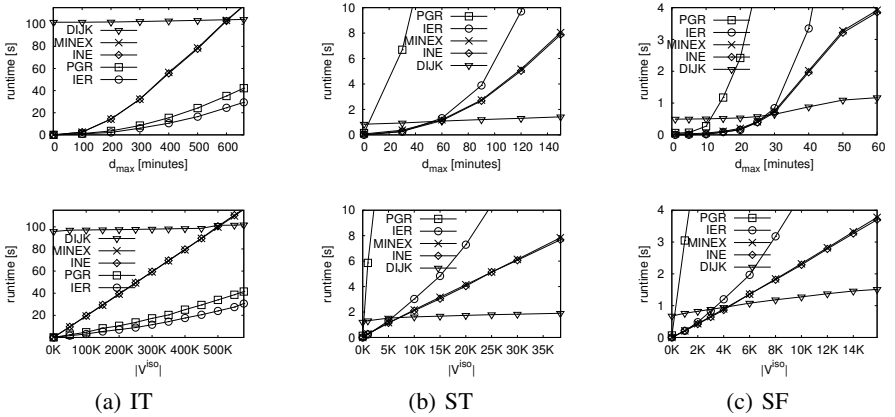 runtime [s]
120
100
80
60
40
20
0
DIJK
MINEX
INE
PGR
IER
0 100 200 300 400 500 600
d_max [minutes]
runtime [s]
10
8
6
4
2
0
PGR
IER
MINEX
INE
DIJK
0 20 40 60 80 100 120 140
d_max [minutes]
runtime [s]
4
3
2
1
0
PGR
IER
MINEX
INE
DIJK
0 10 20 30 40 50 60
d_max [minutes]
runtime [s]
100
80
60
40
20
0
DIJK
MINEX
INE
PGR
IER
0K 100K 200K 300K 400K 500K
|V^iso|
runtime [s]
10
8
6
4
2
0
PGR
IER
MINEX
INE
DIJK
0K 5K 10K 15K 20K 25K 30K 35K
|V^iso|
runtime [s]
4
3
2
1
0
PGR
IER
MINEX
INE
DIJK
0K 2K 4K 6K 8K 10K 12K 14K
|V^iso|
(a) IT
(b) ST
(c) SF